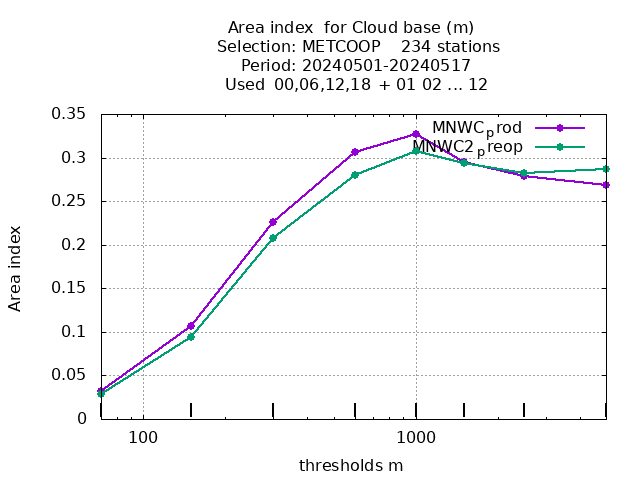 Area index  for Cloud base (m)
Selection: METCOOP    234 stations
Period: 20240501-20240517
Used  00,06,12,18 + 01 02 ... 12
0.35
0.3
0.25
0.2
0.15
0.1
0.05
0
Area index
MNWCprod
MNWC2preop
100
1000
thresholds m